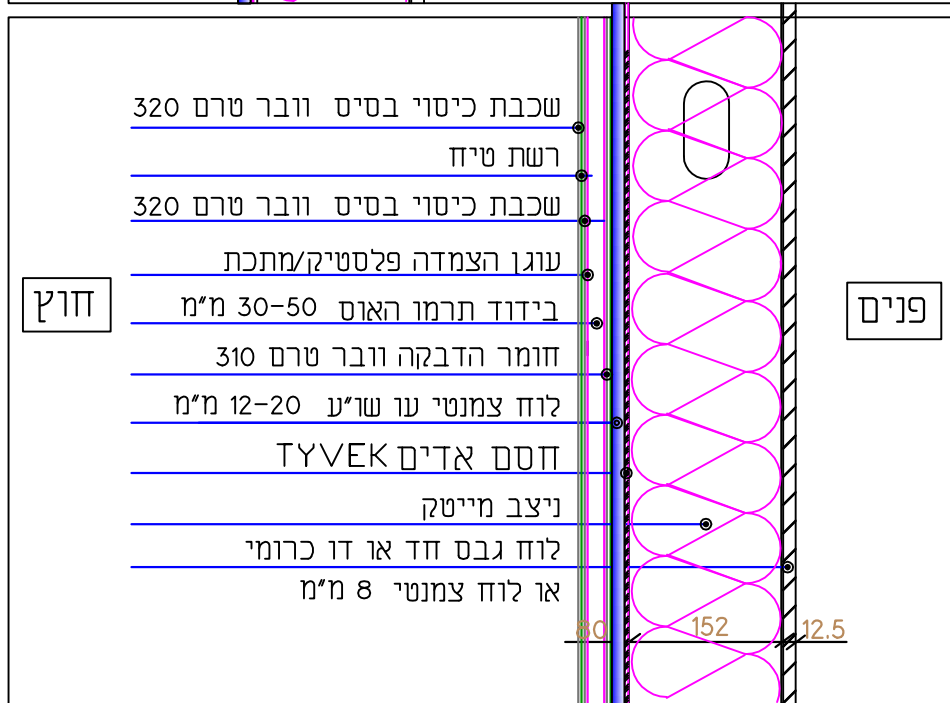 שכבת כיסוי בסיס וובר טרם 320
רשת טיח
שכבת כיסוי בסיס וובר טרם 320
עוגן הצמדה פלסטיק/מתכת
בידוד תרמו האוס 30-50 מ"מ
חומר הדבקה וובר טרם 310
לוח צמנטי עו שו"ע 12-20 מ"מ
חסם אדים TYVEK
ניצב מייטק
לוח גבס חד או דו כרומי
או לוח צמנטי 8 מ"מ
חוץ
פנים
80
152
12.5